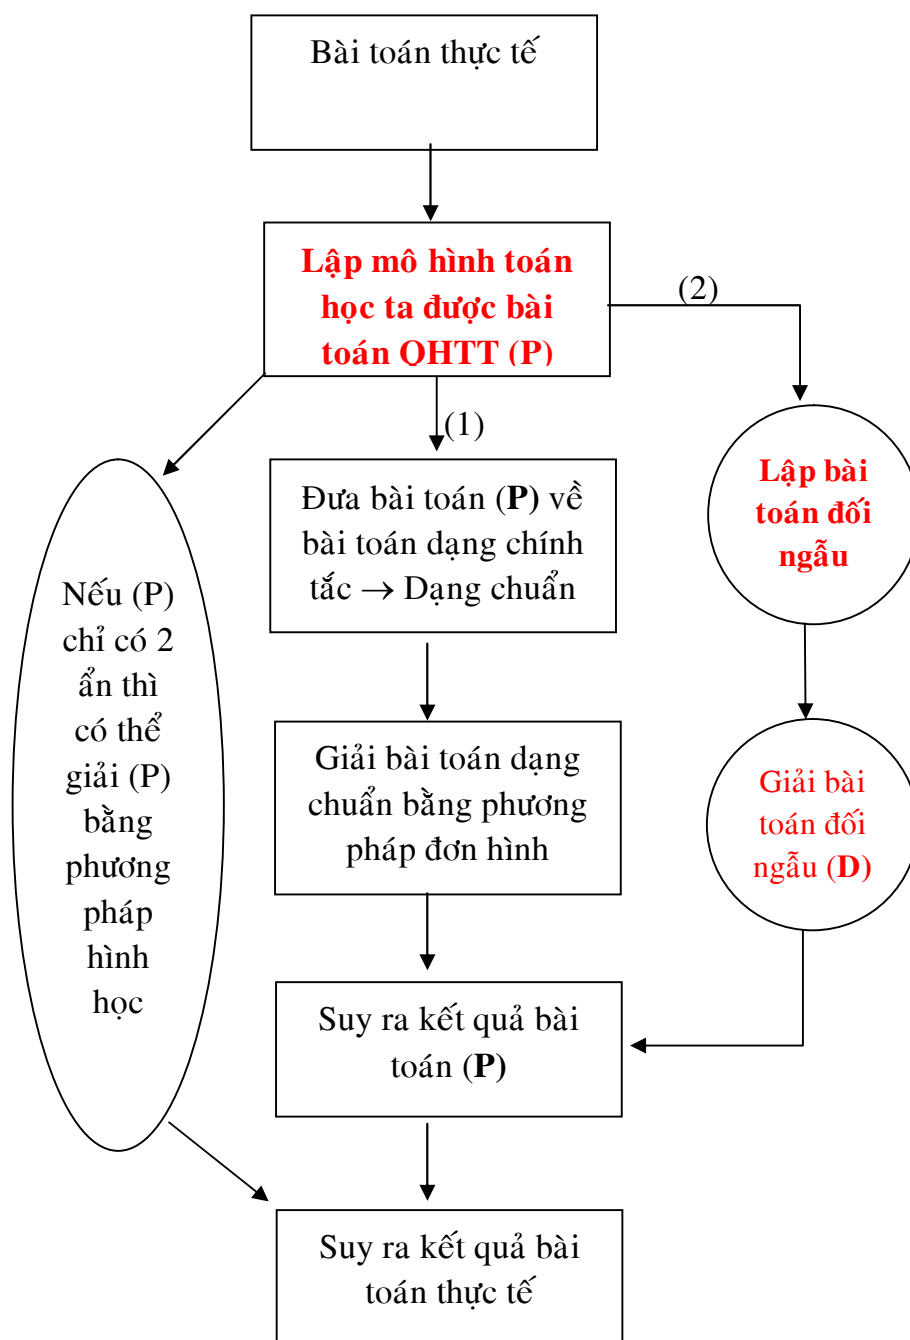 Bài toán thực tế
Lập mô hình toán
học ta được bài
toán QHTT (P)
(2)
(1)
Đưa bài toán (P) về
bài toán dạng chính
tắc → Dạng chuẩn
Lập bài
toán đối
ngẫu
Nếu (P)
chỉ có 2
ẩn thì
có thể
giải (P)
bằng
phương
pháp
hình
học
Giải bài toán dạng
chuẩn bằng phương
pháp đơn hình
Giải bài
toán đối
ngẫu (D)
Suy ra kết quả bài
toán (P)
Suy ra kết quả bài
toán thực tế